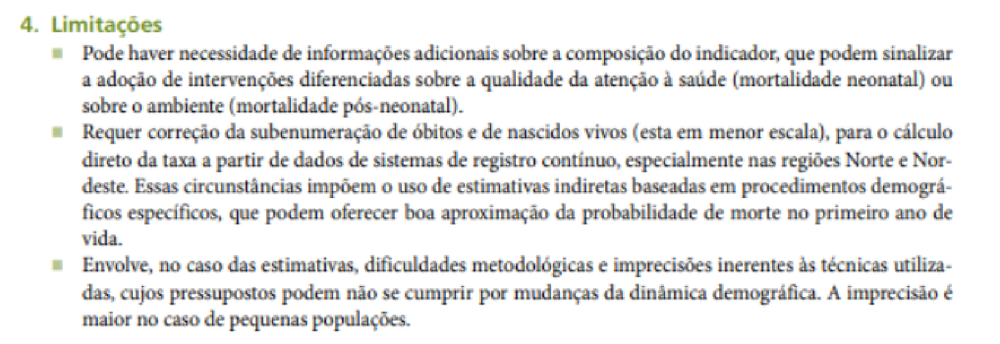 4. Limitações
Pode haver necessidade de informações adicionais sobre a composição do indicador, que podem sinalizar
a adoção de intervenções diferenciadas sobre a qualidade da atenção à saúde (mortalidade neonatal) ou
sobre o ambiente (mortalidade pós-neonatal).
Requer correção da subenumeração de óbitos e de nascidos vivos (esta em menor escala), para o cálculo
direto da taxa a partir de dados de sistemas de registro contínuo, especialmente nas regiões Norte e Nor-
deste. Essas circunstâncias impõem o uso de estimativas indiretas baseadas em procedimentos demográ-
ficos específicos, que podem oferecer boa aproximação da probabilidade de morte no primeiro ano de
vida.
Envolve, no caso das estimativas, dificuldades metodológicas e imprecisões inerentes às técnicas utiliza-
das, cujos pressupostos podem não se cumprir por mudanças da dinâmica demográfica. A imprecisão é
maior no caso de pequenas populações.